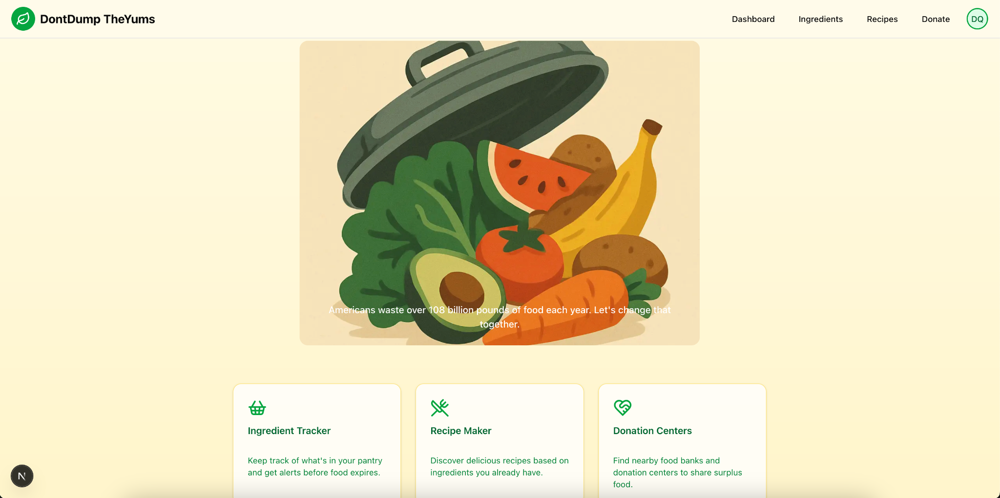 DontDump TheYums
Dashboard
Ingredients
Recipes
Donate
DQ
Americans waste over 108 billion pounds of food each year. Let's change that
together.
Ingredient Tracker
Keep track of what's in your pantry
and get alerts before food expires.
Recipe Maker
Discover delicious recipes based on
ingredients you already have.
Donation Centers
Find nearby food banks and
donation centers to share surplus
food.
N